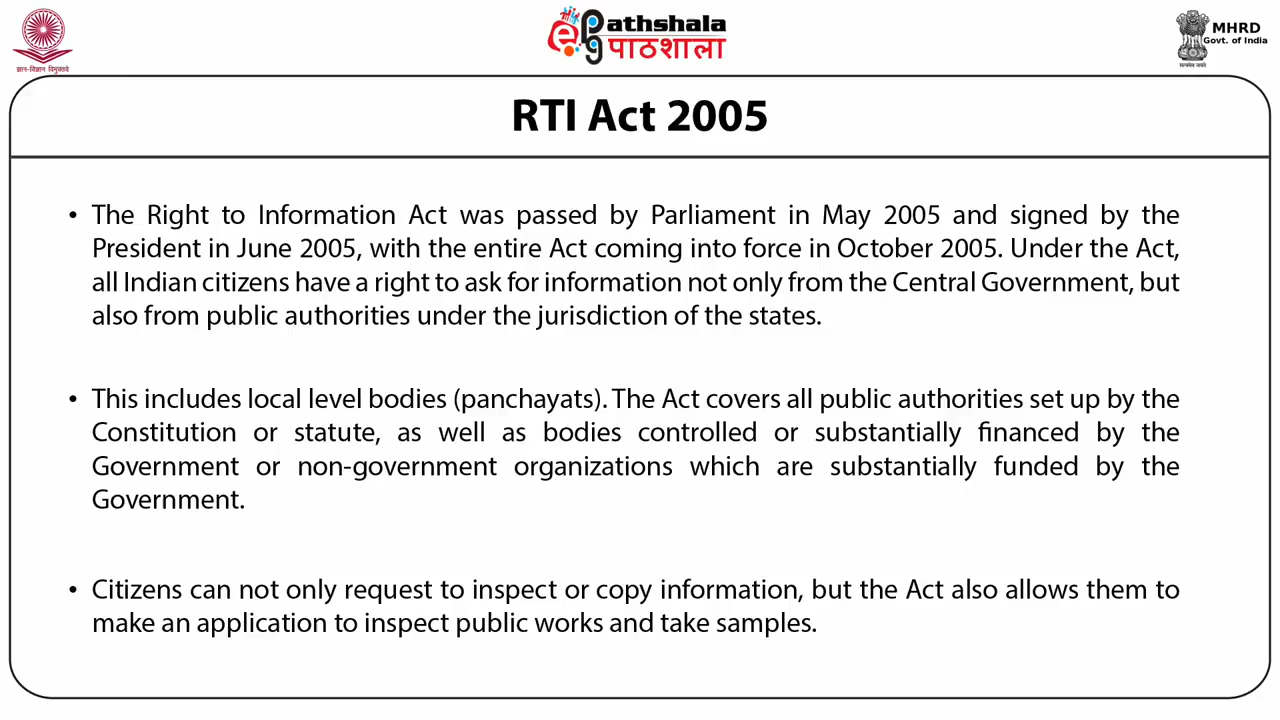 ज्ञान-विज्ञान विमुक्तये
ePathshala
पाठशाला
MHRD
Govt. of India
सत्यमेव जयते
RTI Act 2005
• The Right to Information Act was passed by Parliament in May 2005 and signed by the
President in June 2005, with the entire Act coming into force in October 2005. Under the Act,
all Indian citizens have a right to ask for information not only from the Central Government, but
also from public authorities under the jurisdiction of the states.
• This includes local level bodies (panchayats). The Act covers all public authorities set up by the
Constitution or statute, as well as bodies controlled or substantially financed by the
Government or non-government organizations which are substantially funded by the
Government.
• Citizens can not only request to inspect or copy information, but the Act also allows them to
make an application to inspect public works and take samples.